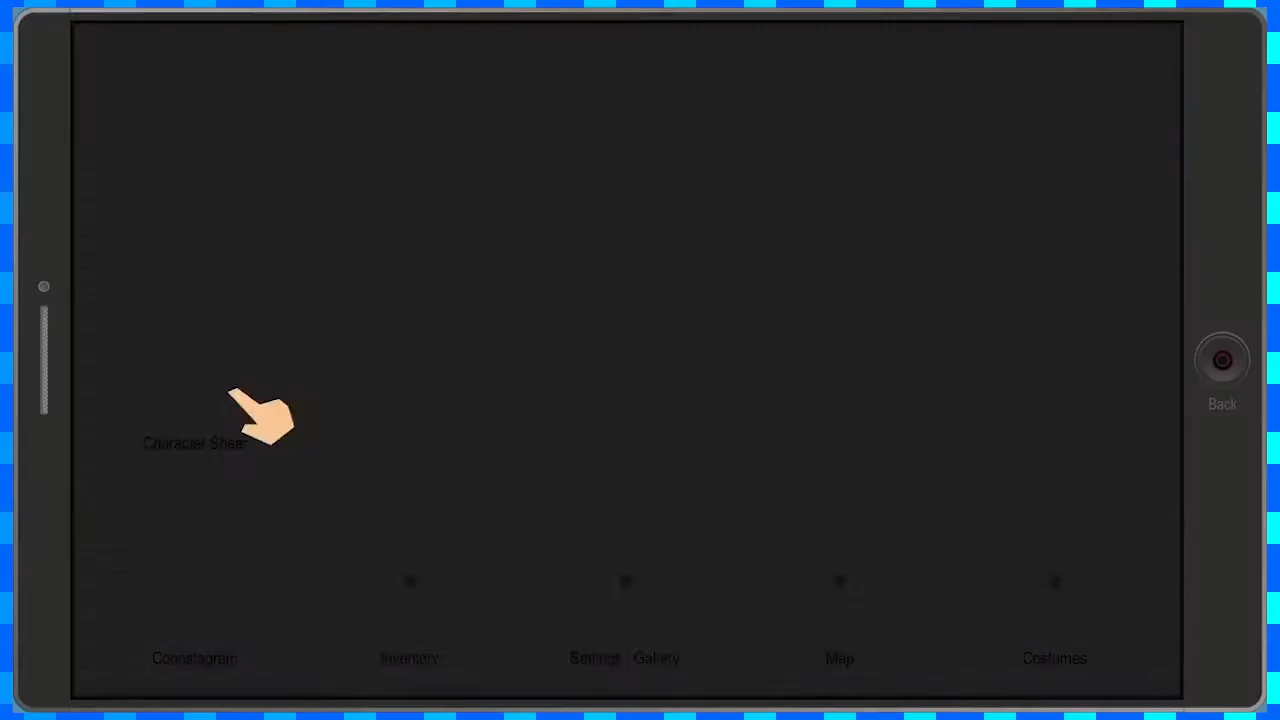 Back
Character Sheet
Coonstagram
Inventory
Settings
Gallery
Map
Costumes